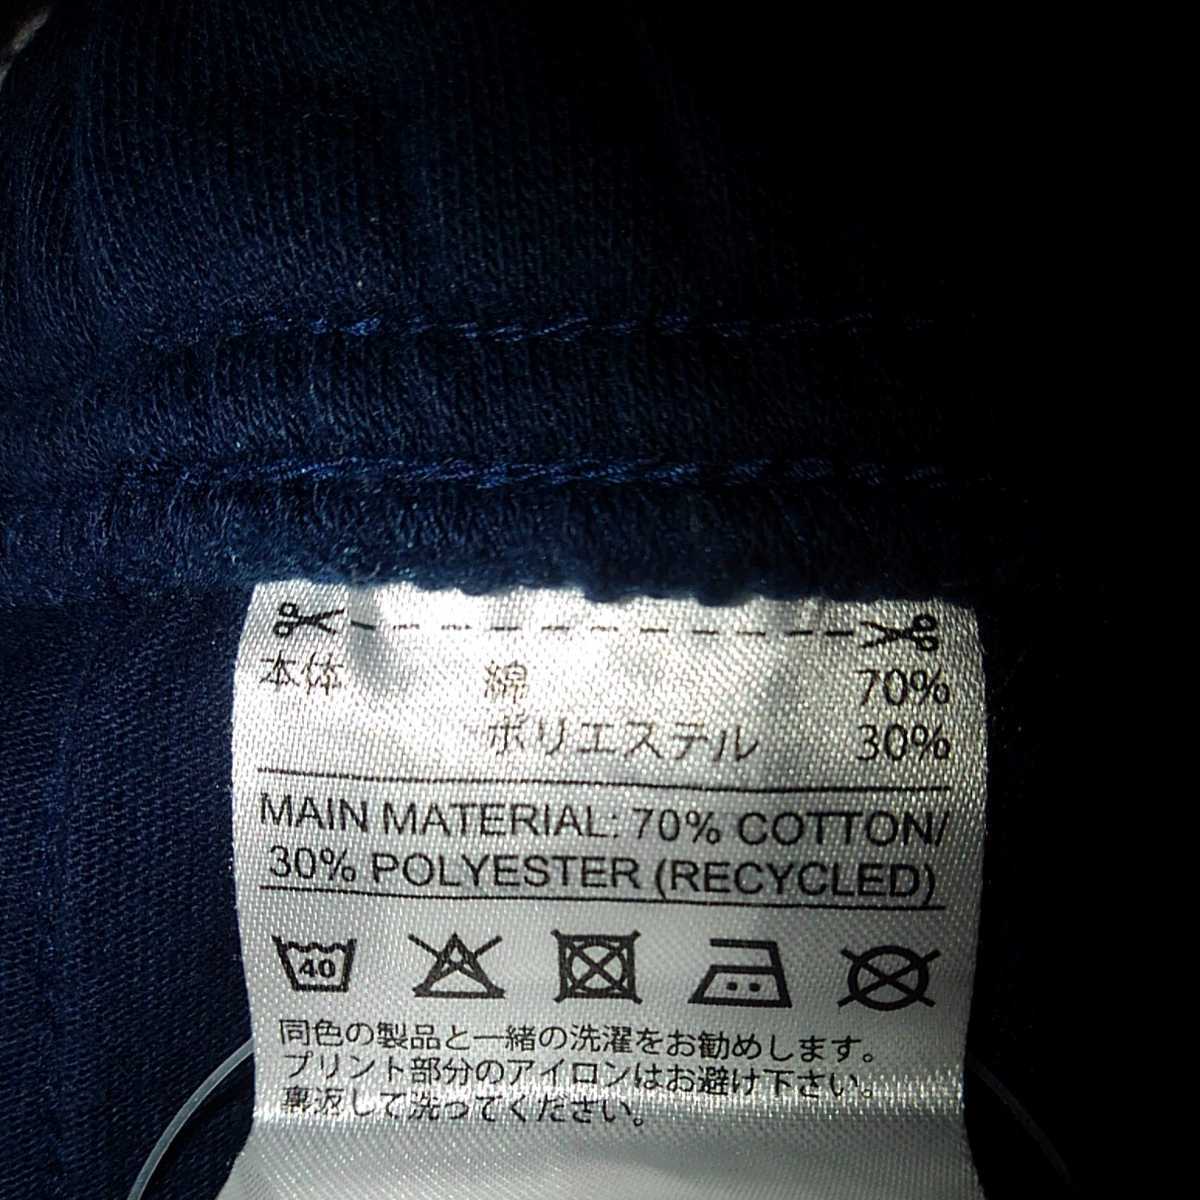 本体 綿 70%
ポリエステル 30%
MAIN MATERIAL: 70% COTTON/
30% POLYESTER (RECYCLED)
40
同色の製品と一緒の洗濯をお勧めします。
プリント部分のアイロンはお避け下さい。
裏返して洗ってください。